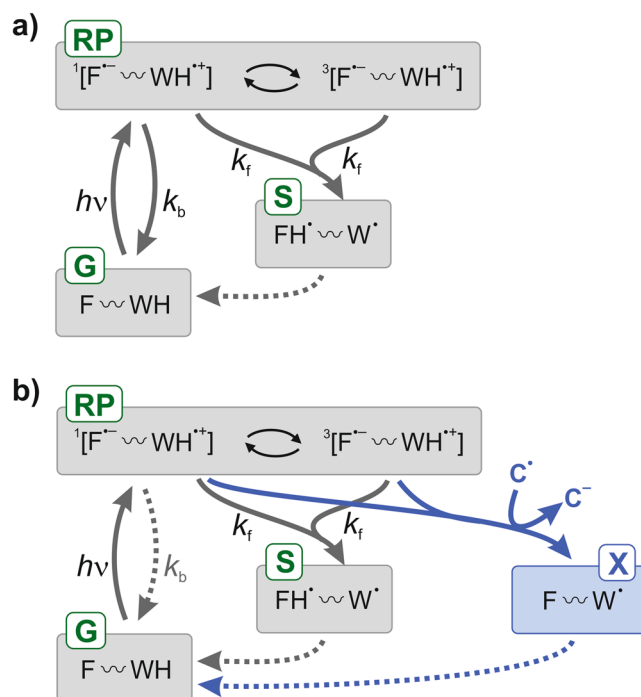 a)
RP
¹[F•− ~ WH•+] ³[F•− ~ WH•+]
kf kf
hν kb
S
FH• ~ W•
G
F ~ WH
b)
RP
¹[F•− ~ WH•+] ³[F•− ~ WH•+]
C•
C−
kf kf
hν kb
S X
FH• ~ W• F ~ W•
G
F ~ WH